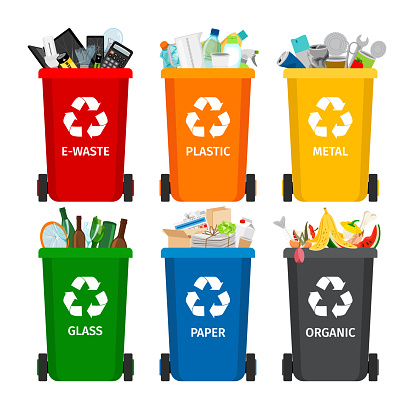 E-WASTE
PLASTIC
METAL
GLASS
PAPER
ORGANIC